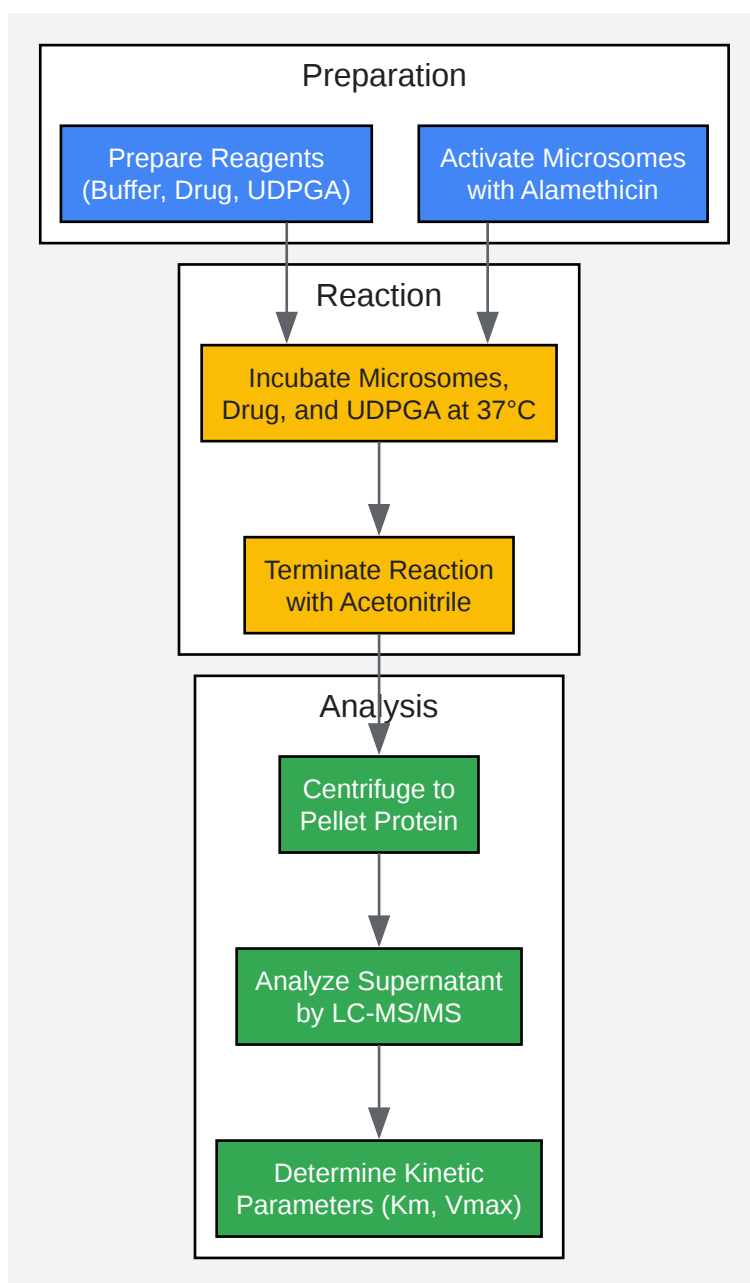 Preparation
Prepare Reagents
(Buffer, Drug, UDPGA)
Activate Microsomes
with Alamethicin
Reaction
Incubate Microsomes,
Drug, and UDPGA at 37°C
Terminate Reaction
with Acetonitrile
Analysis
Centrifuge to
Pellet Protein
Analyze Supernatant
by LC-MS/MS
Determine Kinetic
Parameters (Km, Vmax)